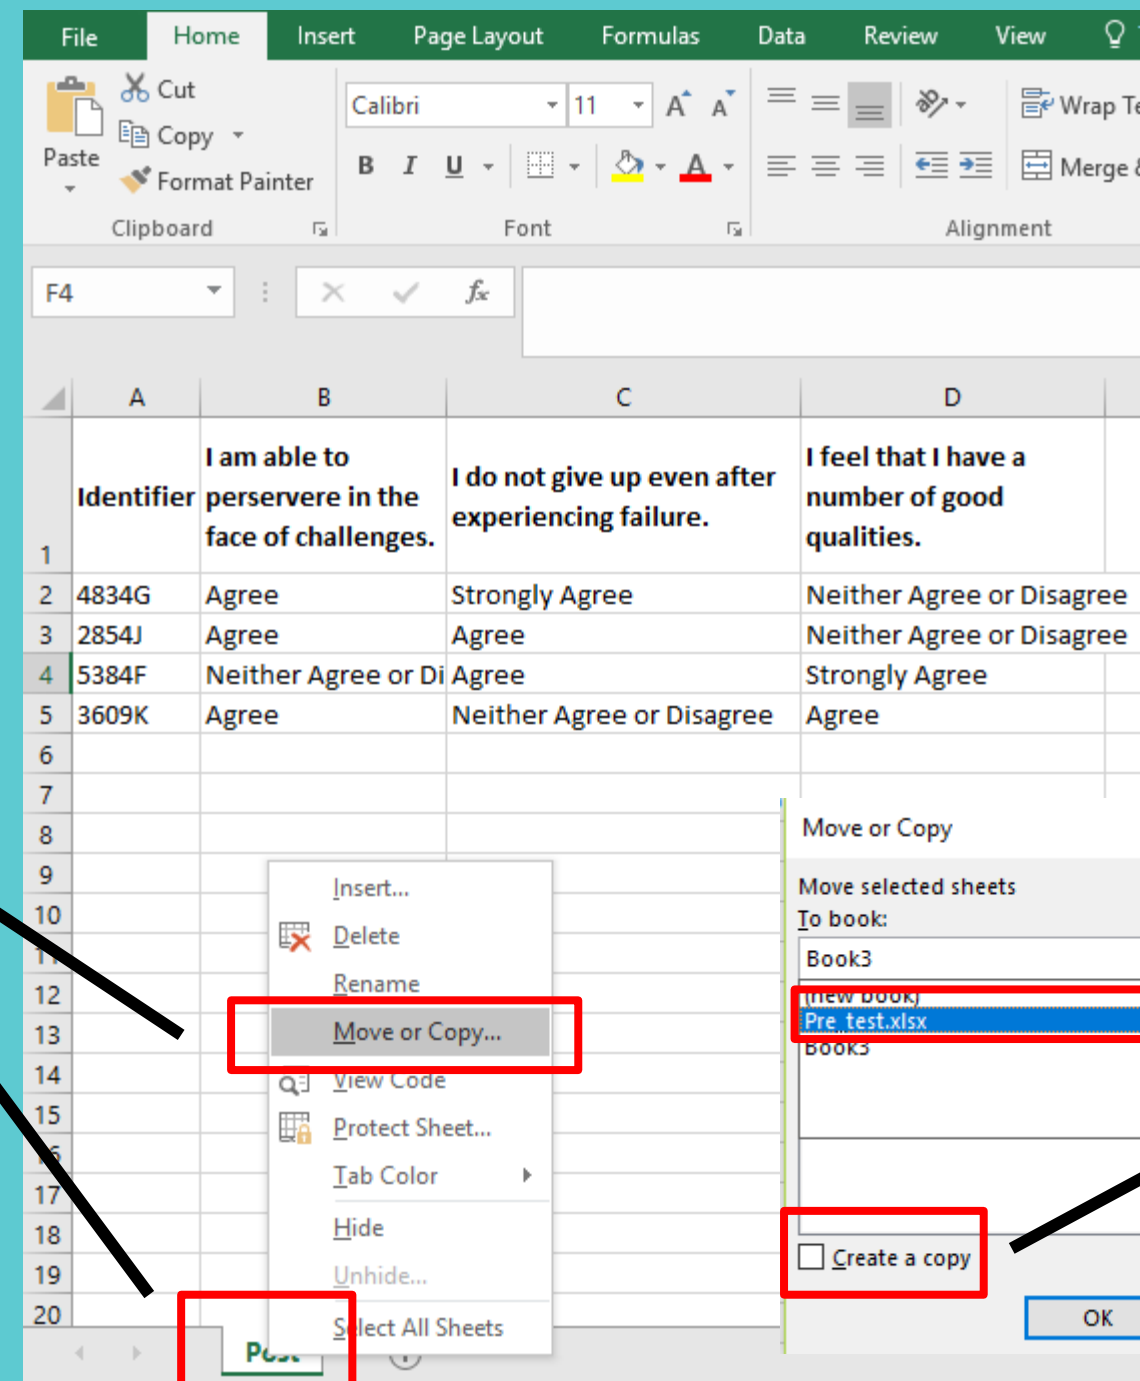 File Home Insert Page Layout Formulas Data Review View
Cut
Copy
Paste
Format Painter
Calibri 11 A A
Wrap
B I U A
Merge &
Clipboard Font Alignment
F4 fx
A B C D
1 Identifier
I am able to
perservere in the
face of challenges.
I do not give up even after
experiencing failure.
I feel that I have a
number of good
qualities.
2 4834G Agree Strongly Agree Neither Agree or Disagree
3 2854J Agree Agree Neither Agree or Disagree
4 5384F Neither Agree or Di Agree Strongly Agree
5 3609K Agree Neither Agree or Disagree Agree
6
7
8
9
10
11
12
13
14
15
16
17
18
19
20
Insert...
Delete
Rename
Move or Copy...
View Code
Protect Sheet...
Tab Color
Hide
Unhide...
Select All Sheets
Post
Move or Copy
Move selected sheets
To book:
Book3
(new book)
Pre_test.xlsx
Book3
Create a copy
OK